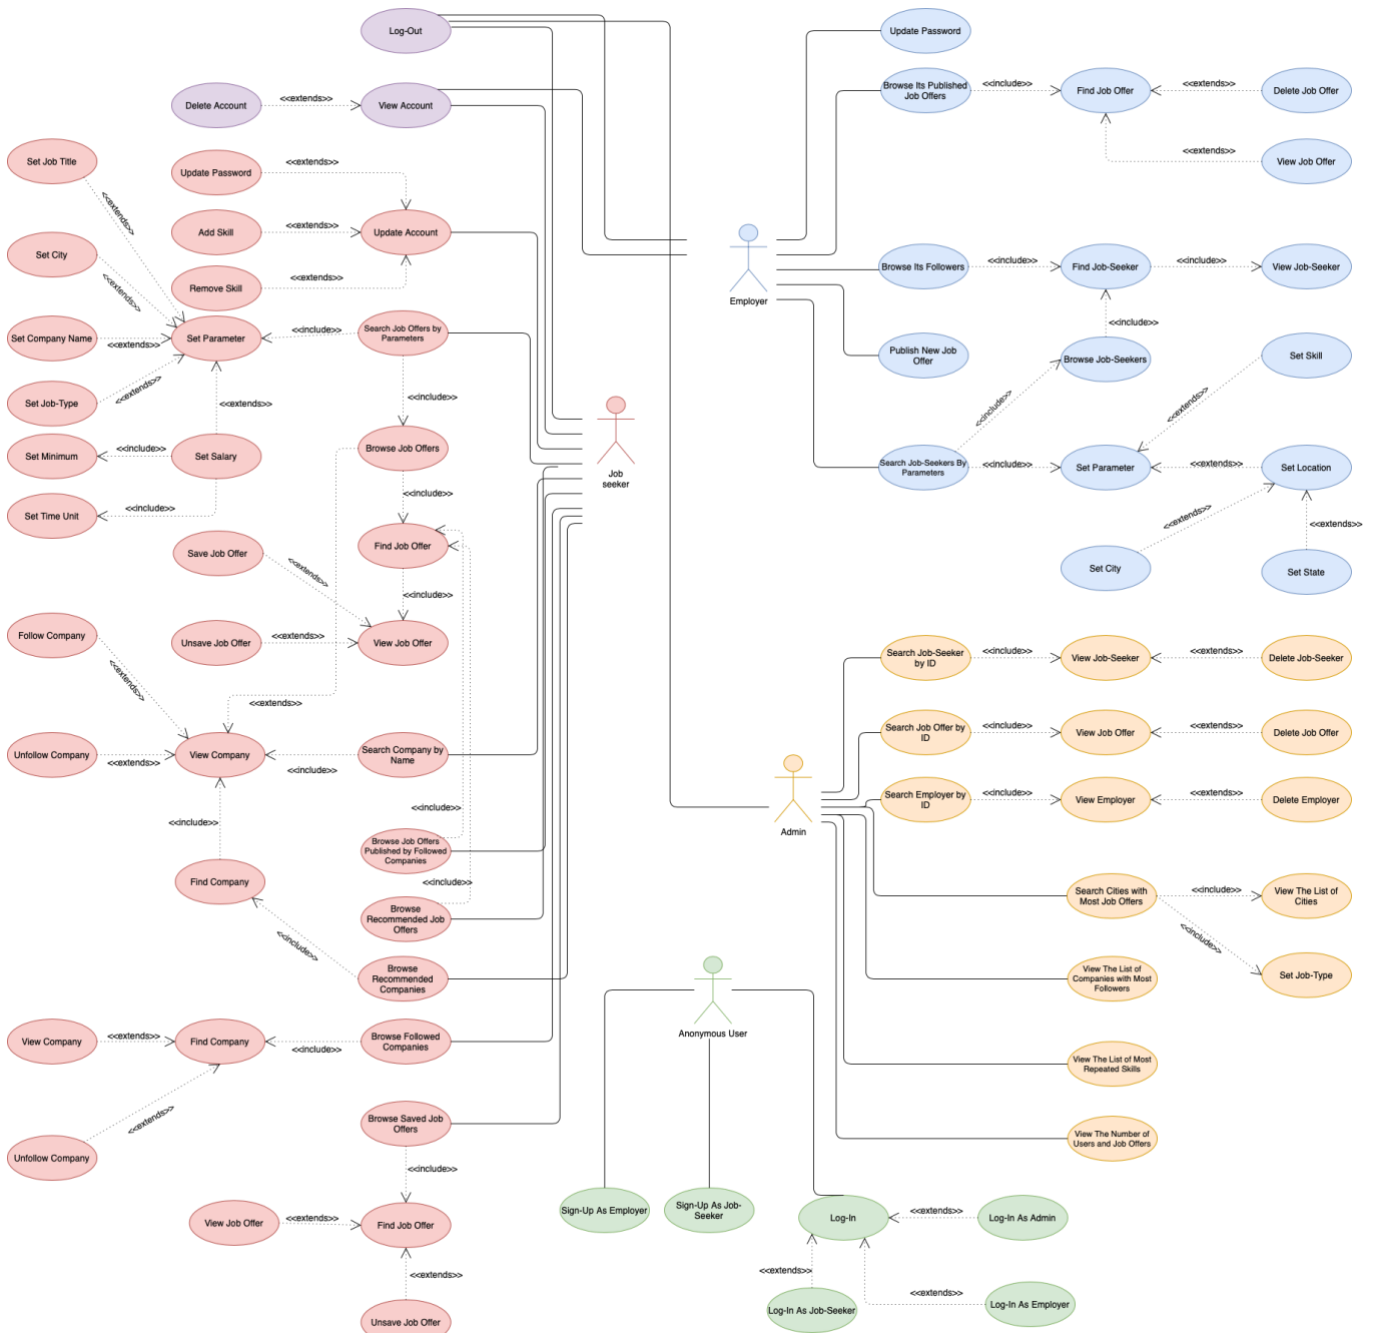 Log-Out
Update Password
Browse Its Published
Job Offers
<<include>>
Find Job Offer
<<extends>>
Delete Job Offer
Delete Account
<<extends>>
View Account
<<extends>>
View Job Offer
Set Job Title
<<extends>>
Update Password
<<extends>>
Add Skill
<<extends>>
Update Account
Set City
<<extends>>
Remove Skill
<<extends>>
Employer
Browse Its Followers
<<include>>
Find Job-Seeker
<<include>>
View Job-Seeker
<<include>>
Set Company Name
<<extends>>
Set Parameter
<<include>>
Search Job Offers by
Parameters
Publish New Job
Offer
Browse Job-Seekers
Set Skill
Set Job-Type
<<extends>>
<<extends>>
<<include>>
<<include>>
<<extends>>
Set Minimum
<<include>>
Set Salary
Browse Job Offers
Job
seeker
Search Job-Seekers By
Parameters
<<include>>
Set Parameter
<<extends>>
Set Location
Set Time Unit
<<include>>
<<include>>
<<extends>>
<<extends>>
Save Job Offer
<<extends>>
Find Job Offer
Set City
Set State
<<include>>
Follow Company
<<extends>>
Unsave Job Offer
<<extends>>
View Job Offer
Search Job-Seeker
by ID
<<include>>
View Job-Seeker
<<extends>>
Delete Job-Seeker
<<extends>>
Search Job Offer by
ID
<<include>>
View Job Offer
<<extends>>
Delete Job Offer
Unfollow Company
<<extends>>
View Company
<<include>>
Search Company by
Name
<<include>>
<<include>>
Admin
Search Employer by
ID
<<include>>
View Employer
<<extends>>
Delete Employer
Browse Job Offers
Published by Followed
Companies
<<include>>
Find Company
Browse
Recommended Job
Offers
Search Cities with
Most Job Offers
<<include>>
View The List of
Cities
<<include>>
<<include>>
Browse
Recommended
Companies
View The List of
Companies with Most
Followers
Set Job-Type
View Company
<<extends>>
Find Company
<<include>>
Browse Followed
Companies
Anonymous User
View The List of Most
Repeated Skills
<<extends>>
Unfollow Company
Browse Saved Job
Offers
View The Number of
Users and Job Offers
<<include>>
View Job Offer
<<extends>>
Find Job Offer
Sign-Up As Employer
Sign-Up As Job-
Seeker
Log-In
<<extends>>
Log-In As Admin
<<extends>>
<<extends>>
<<extends>>
Unsave Job Offer
Log-In As Job-Seeker
Log-In As Employer